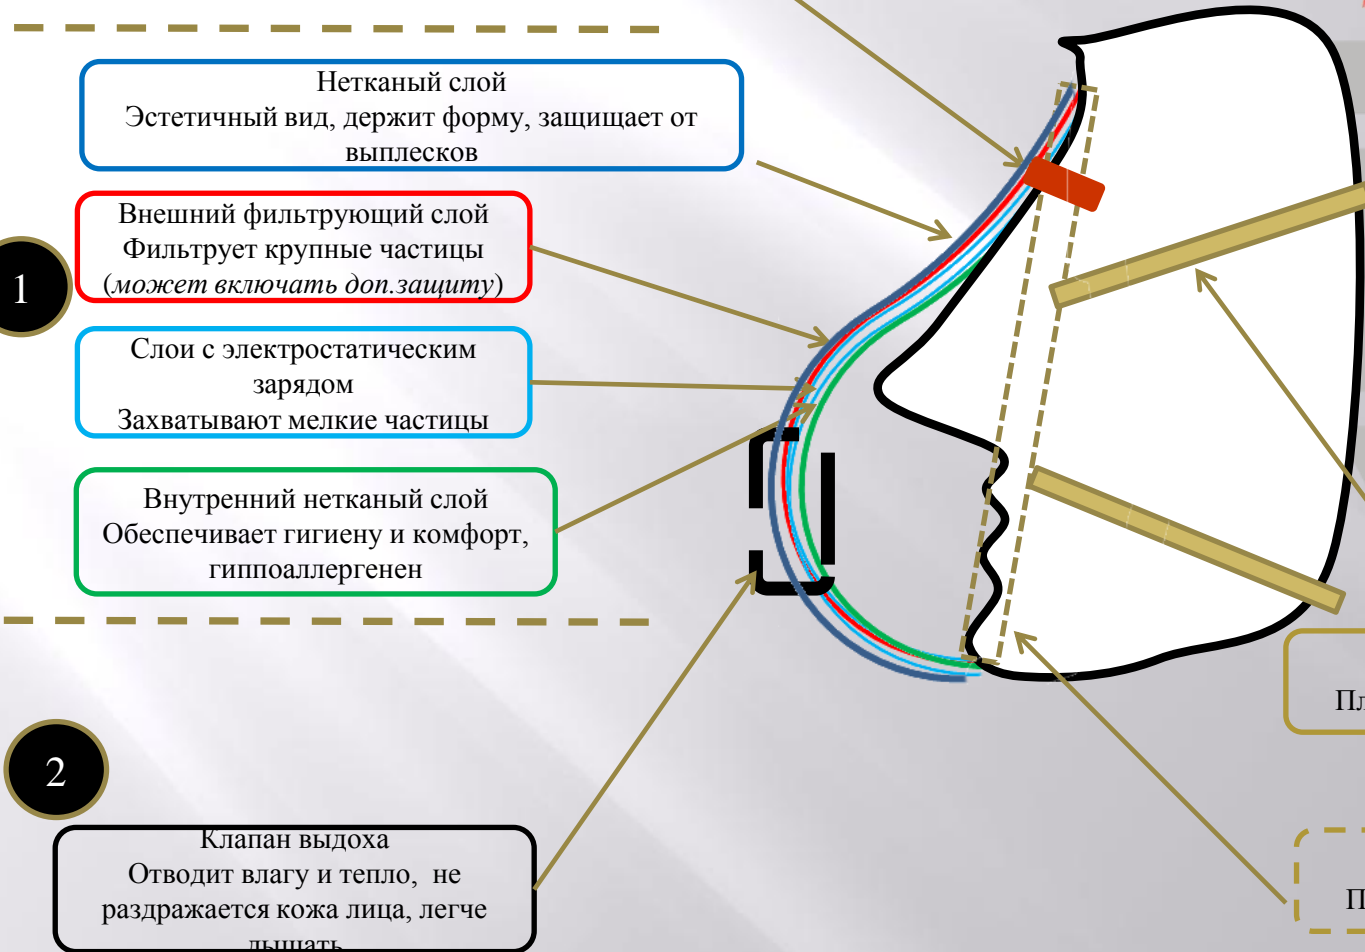 Нетканый слой
Эстетичный вид, держит форму, защищает от
выплесков
1
Внешний фильтрующий слой
Фильтрует крупные частицы
(может включать доп.защиту)
Слои с электростатическим
зарядом
Захватывают мелкие частицы
Внутренний нетканый слой
Обеспечивает гигиену и комфорт,
гиппоаллергенен
2
Клапан выдоха
Отводит влагу и тепло,  не
раздражается кожа лица, легче
дышать